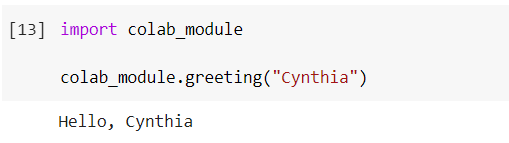 [13] import colab_module
colab_module.greeting("Cynthia")
Hello, Cynthia